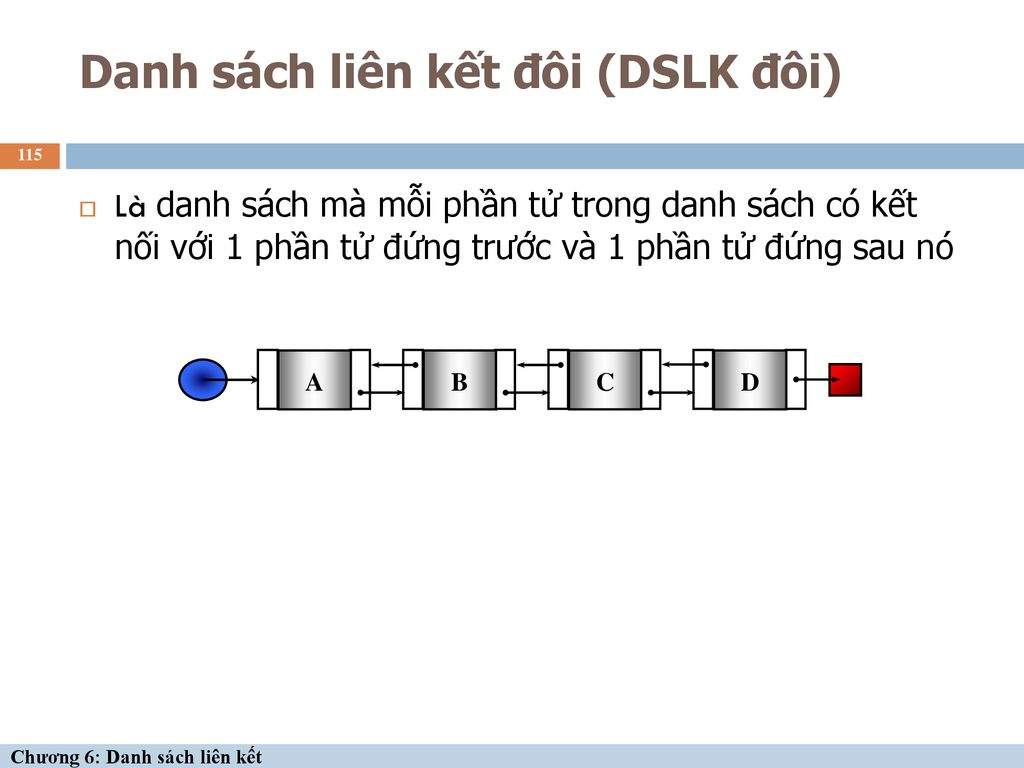 Danh sách liên kết đôi (DSLK đôi)
115
Là danh sách mà mỗi phần tử trong danh sách có kết
nối với 1 phần tử đứng trước và 1 phần tử đứng sau nó
A B C D
Chương 6: Danh sách liên kết